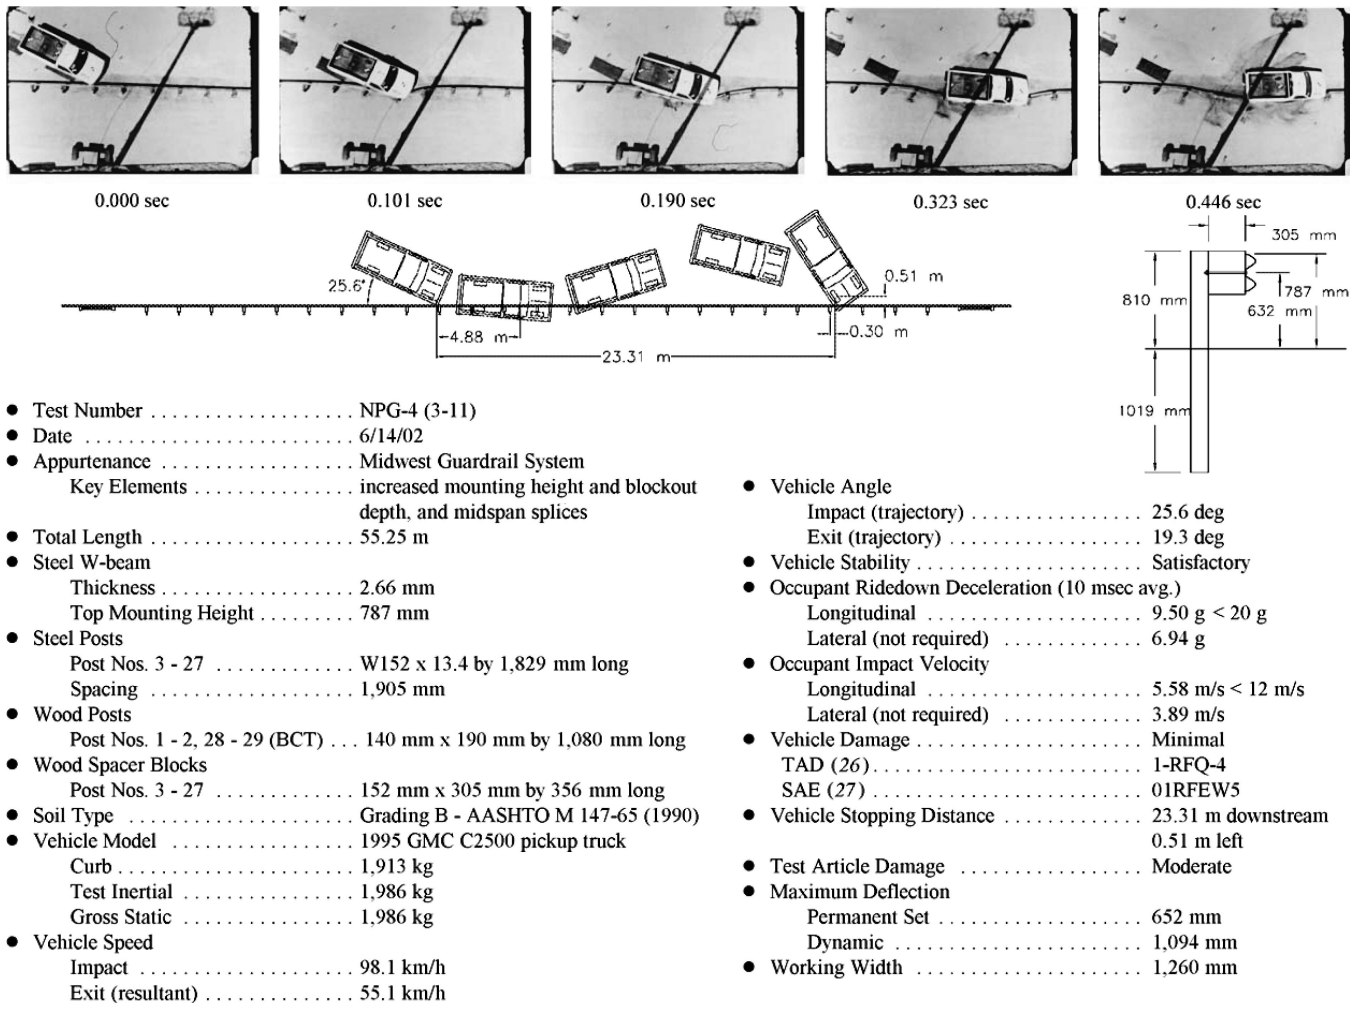 0.000 sec
0.101 sec
0.190 sec
0.323 sec
0.446 sec
25.6°
4.88 m
23.31 m
0.51 m
0.30 m
305 mm
810 mm
787 mm
632 mm
1019 mm
● Test Number . . . . . . . . . . . . . . . . . . . NPG-4 (3-11)
● Date . . . . . . . . . . . . . . . . . . . . . . . . . 6/14/02
● Appurtenance . . . . . . . . . . . . . . . . . . Midwest Guardrail System
Key Elements . . . . . . . . . . . . . . . increased mounting height and blockout
depth, and midspan splices
● Total Length . . . . . . . . . . . . . . . . . . . 55.25 m
● Steel W-beam
Thickness . . . . . . . . . . . . . . . . . . 2.66 mm
Top Mounting Height . . . . . . . . . 787 mm
● Steel Posts
Post Nos. 3 - 27 . . . . . . . . . . . . . W152 x 13.4 by 1,829 mm long
Spacing . . . . . . . . . . . . . . . . . . . 1,905 mm
● Wood Posts
Post Nos. 1 - 2, 28 - 29 (BCT) . . . 140 mm x 190 mm by 1,080 mm long
● Wood Spacer Blocks
Post Nos. 3 - 27 . . . . . . . . . . . . . 152 mm x 305 mm by 356 mm long
● Soil Type . . . . . . . . . . . . . . . . . . . . . Grading B - AASHTO M 147-65 (1990)
● Vehicle Model . . . . . . . . . . . . . . . . . 1995 GMC C2500 pickup truck
Curb . . . . . . . . . . . . . . . . . . . . . . 1,913 kg
Test Inertial . . . . . . . . . . . . . . . . 1,986 kg
Gross Static . . . . . . . . . . . . . . . . 1,986 kg
● Vehicle Speed
Impact . . . . . . . . . . . . . . . . . . . . 98.1 km/h
Exit (resultant) . . . . . . . . . . . . . . 55.1 km/h
● Vehicle Angle
Impact (trajectory) . . . . . . . . . . . . . . . . 25.6 deg
Exit (trajectory) . . . . . . . . . . . . . . . . . . 19.3 deg
● Vehicle Stability . . . . . . . . . . . . . . . . . . . . . Satisfactory
● Occupant Ridedown Deceleration (10 msec avg.)
Longitudinal . . . . . . . . . . . . . . . . . . . . 9.50 g < 20 g
Lateral (not required) . . . . . . . . . . . . . 6.94 g
● Occupant Impact Velocity
Longitudinal . . . . . . . . . . . . . . . . . . . . 5.58 m/s < 12 m/s
Lateral (not required) . . . . . . . . . . . . . 3.89 m/s
● Vehicle Damage . . . . . . . . . . . . . . . . . . . . . Minimal
TAD (26) . . . . . . . . . . . . . . . . . . . . . . . . . 1-RFQ-4
SAE (27) . . . . . . . . . . . . . . . . . . . . . . . . . 01RFEW5
● Vehicle Stopping Distance . . . . . . . . . . . . . . 23.31 m downstream
0.51 m left
● Test Article Damage . . . . . . . . . . . . . . . . . Moderate
● Maximum Deflection
Permanent Set . . . . . . . . . . . . . . . . . . . 652 mm
Dynamic . . . . . . . . . . . . . . . . . . . . . . . 1,094 mm
● Working Width . . . . . . . . . . . . . . . . . . . . . 1,260 mm